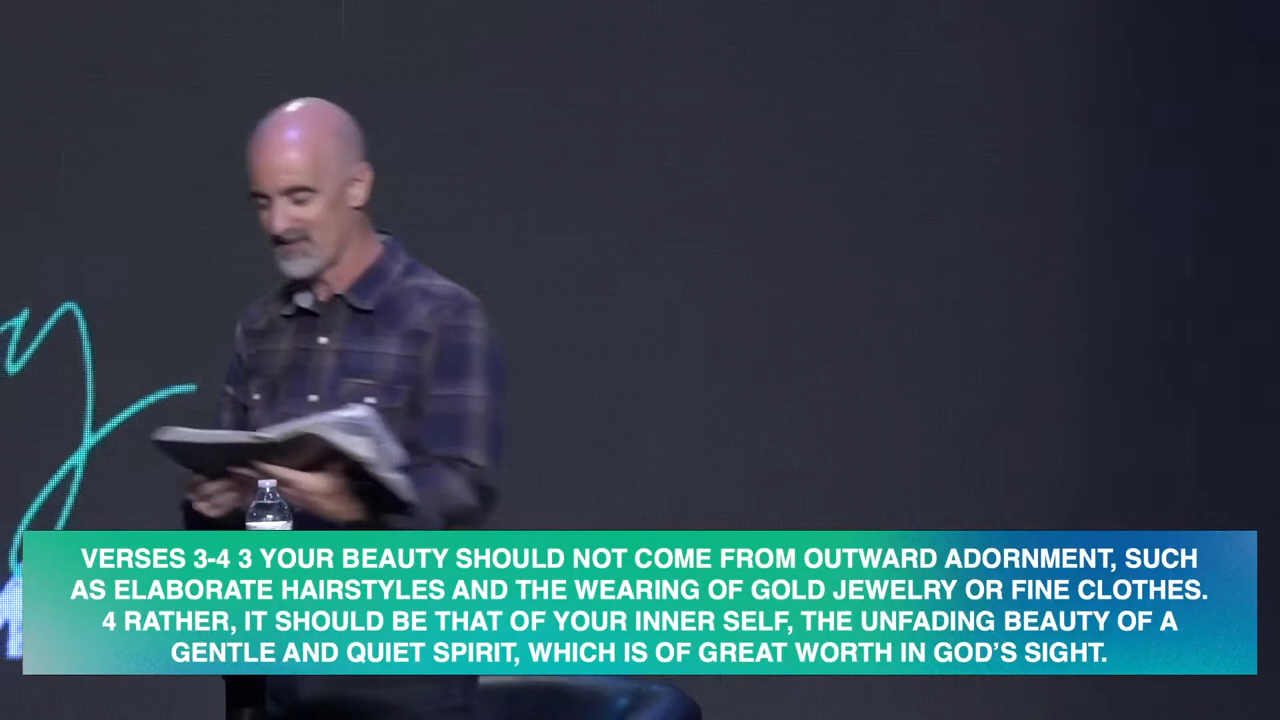 VERSES 3-4 3 YOUR BEAUTY SHOULD NOT COME FROM OUTWARD ADORNMENT, SUCH
AS ELABORATE HAIRSTYLES AND THE WEARING OF GOLD JEWELRY OR FINE CLOTHES.
4 RATHER, IT SHOULD BE THAT OF YOUR INNER SELF, THE UNFADING BEAUTY OF A
GENTLE AND QUIET SPIRIT, WHICH IS OF GREAT WORTH IN GOD'S SIGHT.